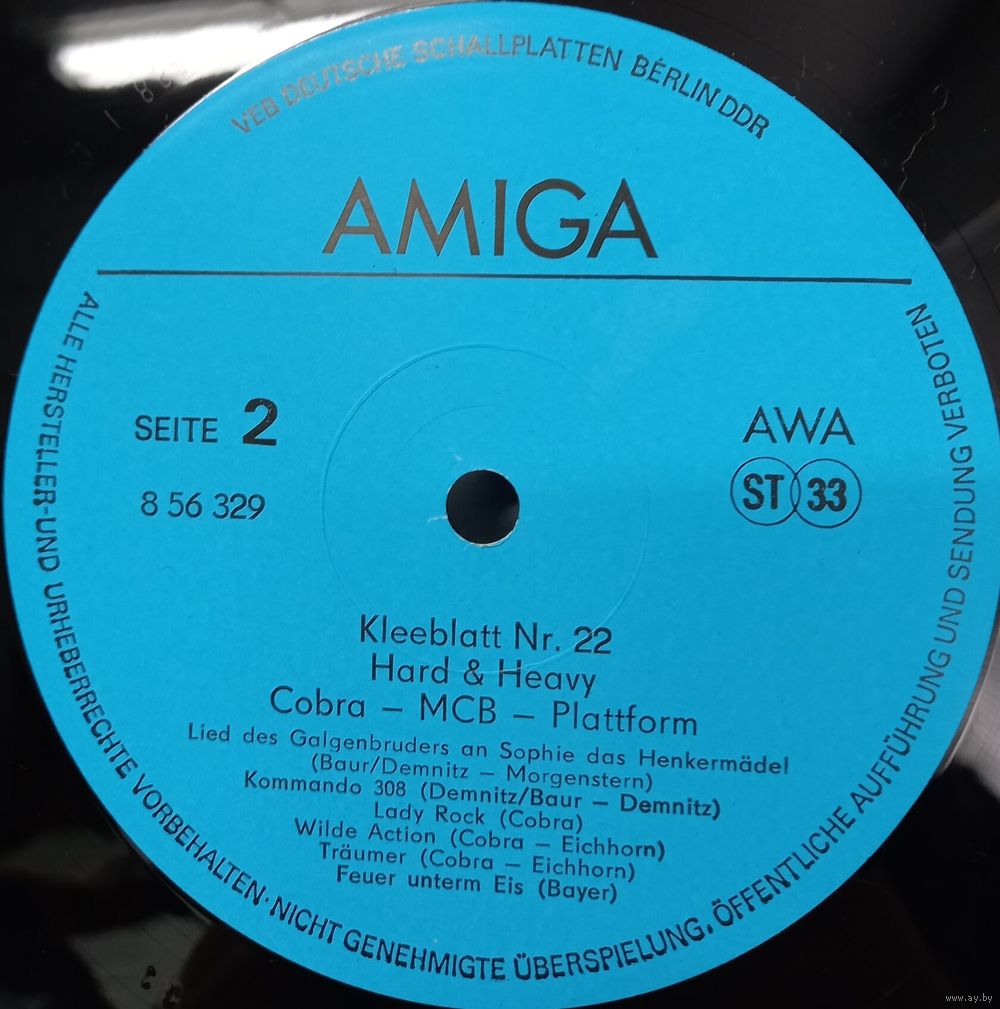 VEB DEUTSCHE SCHALLPLATTEN BERLIN DDR
AMIGA
SEITE 2
8 56 329
AWA
ST 33
Kleeblatt Nr. 22
Hard & Heavy
Cobra – MCB – Plattform
Lied des Galgenbruders an Sophie das Henkermädel
(Baur/Demnitz – Morgenstern)
Kommando 308 (Demnitz/Baur – Demnitz)
Lady Rock (Cobra)
Wilde Action (Cobra – Eichhorn)
Träumer (Cobra – Eichhorn)
Feuer unterm Eis (Bayer)
ALLE HERSTELLER-UND URHEBERRECHTE VORBEHALTEN·NICHT GENEHMIGTE ÜBERSPIELUNG, ÖFFENTLICHE AUFFÜHRUNG UND SENDUNG VERBOTEN
www.ay.by